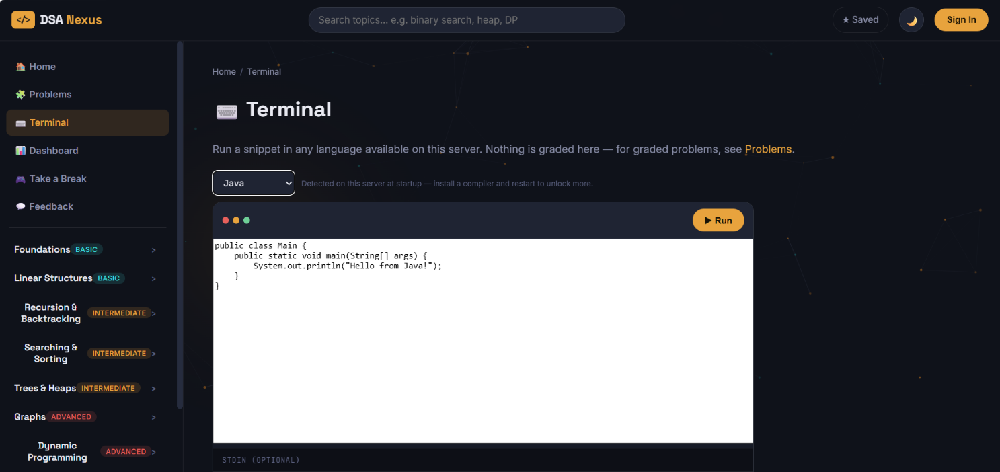 </> DSA Nexus
Search topics... e.g. binary search, heap, DP
★ Saved
Sign In
Home
Problems
Terminal
Dashboard
Take a Break
Feedback
Foundations BASIC >
Linear Structures BASIC >
Recursion &
Backtracking
INTERMEDIATE >
Searching &
Sorting
INTERMEDIATE >
Trees & Heaps INTERMEDIATE >
Graphs ADVANCED >
Dynamic
Programming
ADVANCED >
Home / Terminal
Terminal
Run a snippet in any language available on this server. Nothing is graded here — for graded problems, see Problems.
Java
Detected on this server at startup — install a compiler and restart to unlock more.
▶ Run
public class Main {
    public static void main(String[] args) {
        System.out.println("Hello from Java!");
    }
}
STDIN (OPTIONAL)